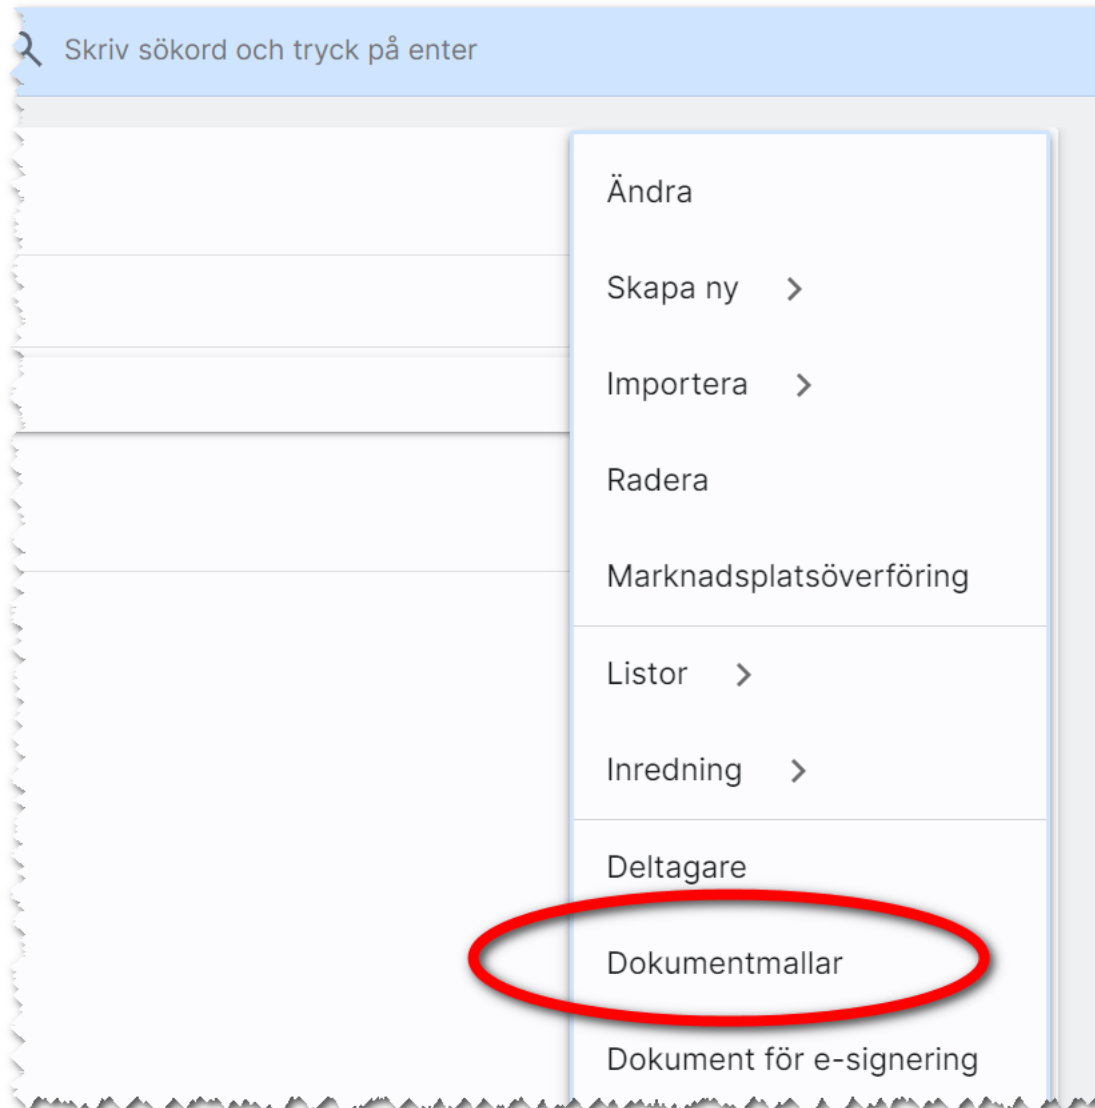 Skriv sökord och tryck på enter
Ändra
Skapa ny
Importera
Radera
Marknadsplatsöverföring
Listor
Inredning
Deltagare
Dokumentmallar
Dokument för e-signering